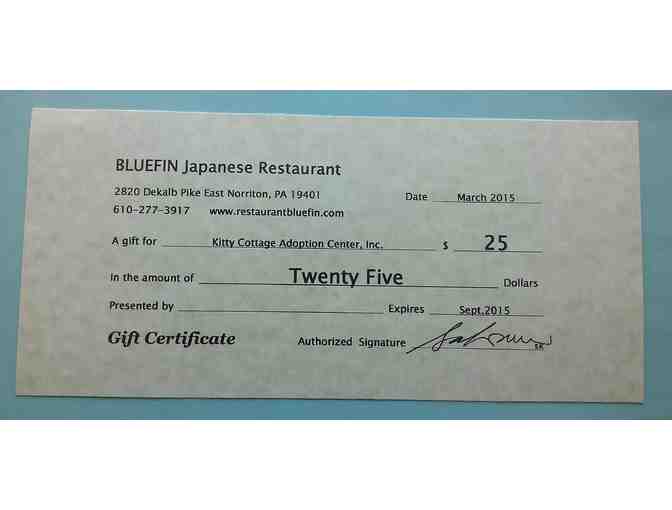 BLUEFIN Japanese Restaurant
2820 Dekalb Pike East Norriton, PA 19401 Date March 2015
610-277-3917 www.restaurantbluefin.com
A gift for Kitty Cottage Adoption Center, Inc. $ 25
In the amount of Twenty Five Dollars
Presented by Expires Sept.2015
Gift Certificate Authorized Signature
SK